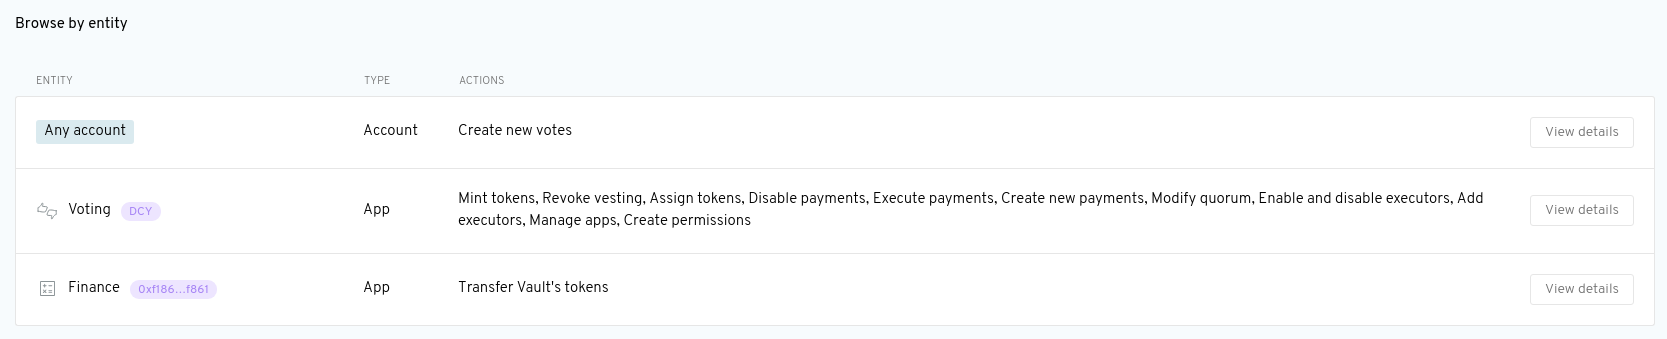 Browse by entity
ENTITY TYPE ACTIONS
Any account Account Create new votes View details
Voting DCY App Mint tokens, Revoke vesting, Assign tokens, Disable payments, Execute payments, Create new payments, Modify quorum, Enable and disable executors, Add
executors, Manage apps, Create permissions View details
Finance 0xf186...f861 App Transfer Vault's tokens View details